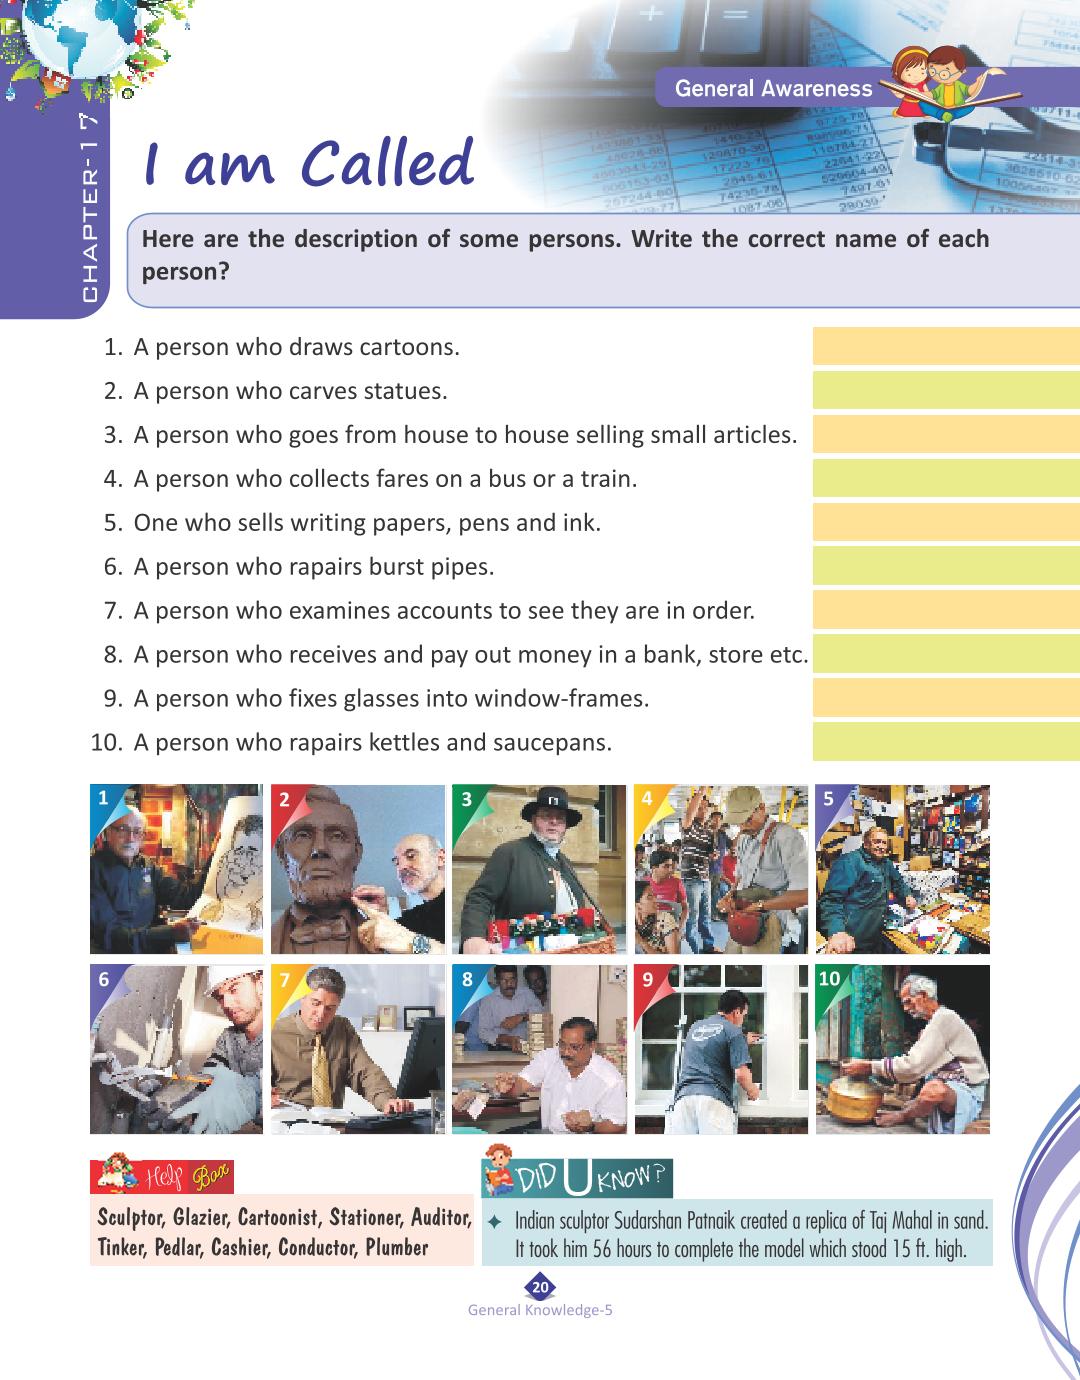 General Awareness
CHAPTER-17
I am Called
Here are the description of some persons. Write the correct name of each
person?
1. A person who draws cartoons.
2. A person who carves statues.
3. A person who goes from house to house selling small articles.
4. A person who collects fares on a bus or a train.
5. One who sells writing papers, pens and ink.
6. A person who rapairs burst pipes.
7. A person who examines accounts to see they are in order.
8. A person who receives and pay out money in a bank, store etc.
9. A person who fixes glasses into window-frames.
10. A person who rapairs kettles and saucepans.
1 2 3 4 5
6 7 8 9 10
Help Box
Sculptor, Glazier, Cartoonist, Stationer, Auditor,
Tinker, Pedlar, Cashier, Conductor, Plumber
DID U KNOW?
✦ Indian sculptor Sudarshan Patnaik created a replica of Taj Mahal in sand.
It took him 56 hours to complete the model which stood 15 ft. high.
20
General Knowledge-5